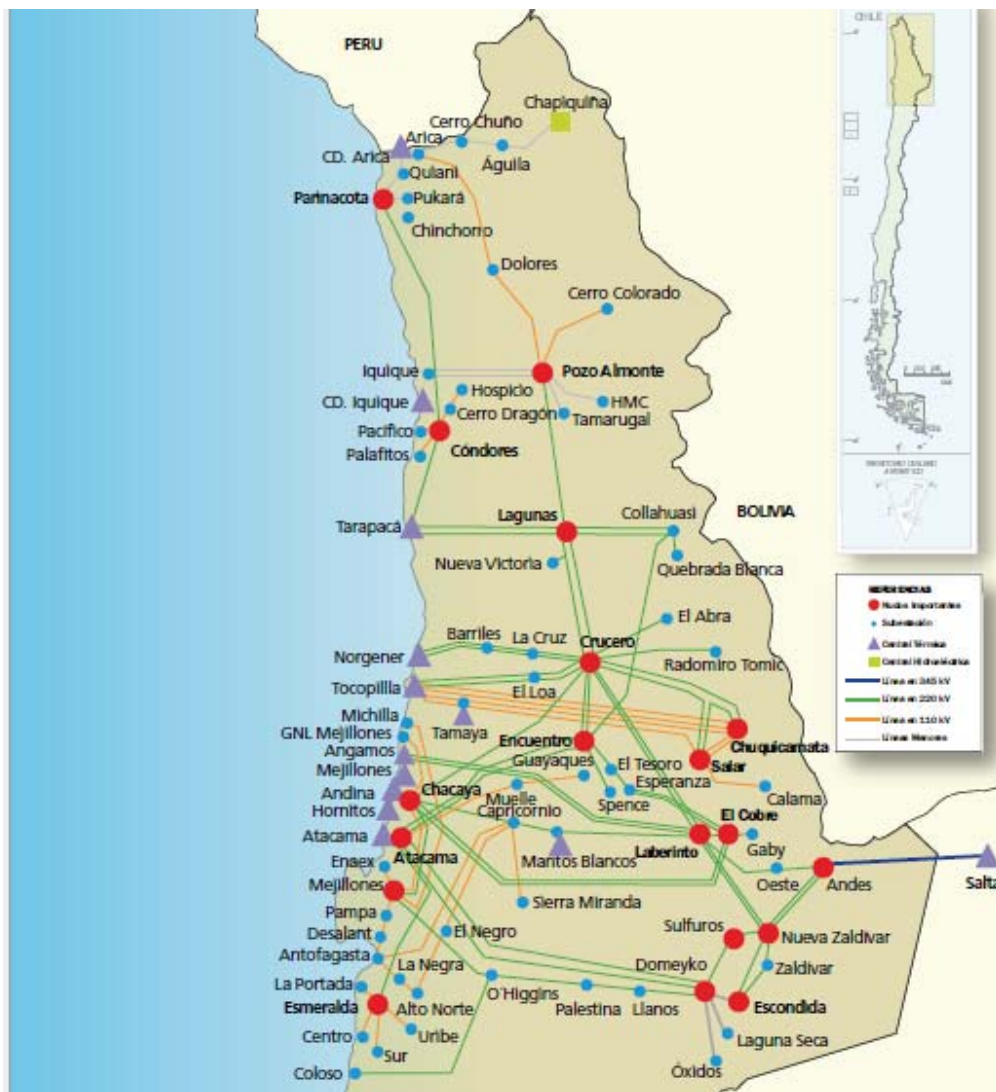 PERU
CHILE
Chapiquiña
Cerro Chuño
Arica
CD. Arica
Águila
Quiani
Parinacota
Pukará
Chinchorro
Dolores
Cerro Colorado
Iquique
Pozo Almonte
Hospicio
CD. Iquique
Cerro Dragón
HMC
Tamarugal
Pacífico
Palafitos
Cóndores
Tarapacá
Lagunas
Collahuasi
BOLIVIA
Nueva Victoria
Quebrada Blanca
El Abra
Barriles
La Cruz
Crucero
Norgener
Radomiro Tomic
Tocopillla
El Loa
Michilla
GNL Mejillones
Tamaya
Chuquicamata
Angamos
Encuentro
Salar
Guayaques
El Tesoro
Mejillones
Esperanza
Andina
Chacaya
Muelle
Spence
Calama
Hornitos
Capricornio
El Cobre
Atacama
Atacama
Mantos Blancos
Laberinto
Gaby
Enaex
Oeste
Andes
Salta
Mejillones
Sierra Miranda
Pampa
Desalant
El Negro
Sulfuros
Nueva Zaldivar
Antofagasta
La Negra
Domeyko
Zaldivar
La Portada
O'Higgins
Esmeralda
Alto Norte
Palestina
Llanos
Escondida
Centro
Uribe
Laguna Seca
Sur
Coloso
Óxidos
REFERENCIAS
Nudos Importantes
Subestación
Central Térmica
Central Hidroeléctrica
Línea en 345 kV
Línea en 220 kV
Línea en 110 kV
Líneas Menores